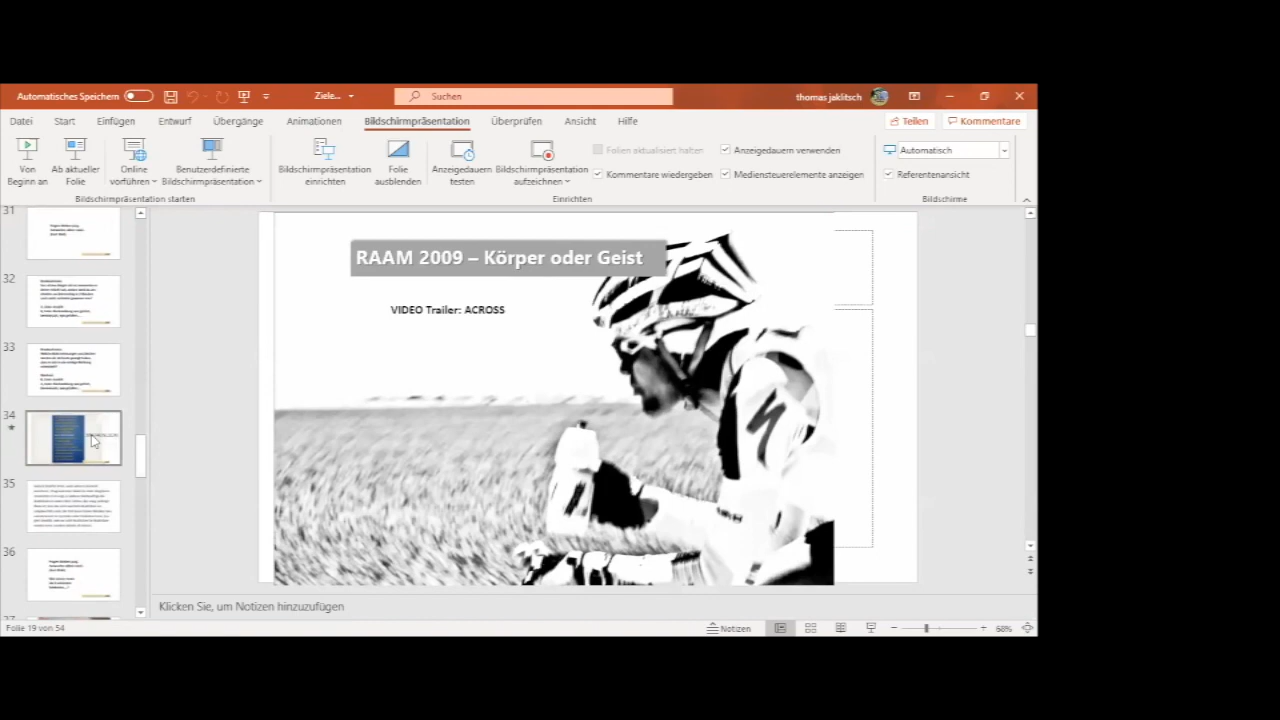 Automatisches Speichern
Ziele...
Suchen
thomas jaklitsch
Datei
Start
Einfügen
Entwurf
Übergänge
Animationen
Bildschirmpräsentation
Überprüfen
Ansicht
Hilfe
Teilen
Kommentare
Von
Beginn an
Ab aktueller
Folie
Online
vorführen
Benutzerdefinierte
Bildschirmpräsentation
Bildschirmpräsentation
einrichten
Folie
ausblenden
Anzeigedauern
testen
Bildschirmpräsentation
aufzeichnen
Folien aktualisiert halten
Kommentare wiedergeben
Anzeigedauern verwenden
Mediensteuerelemente anzeigen
Automatisch
Referentenansicht
Bildschirmpräsentation starten
Einrichten
Bildschirme
31
32
33
34
35
36
RAAM 2009 – Körper oder Geist
VIDEO Trailer: ACROSS
Klicken Sie, um Notizen hinzuzufügen
Folie 19 von 54
Notizen
68%